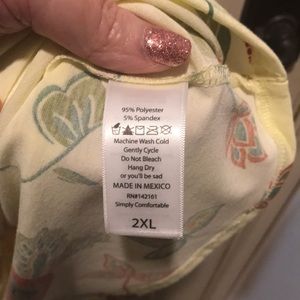 95% Polyester
5% Spandex
Machine Wash Cold
Gently Cycle
Do Not Bleach
Hang Dry
or you'll be sad
MADE IN MEXICO
RN#142161
Simply Comfortable
2XL